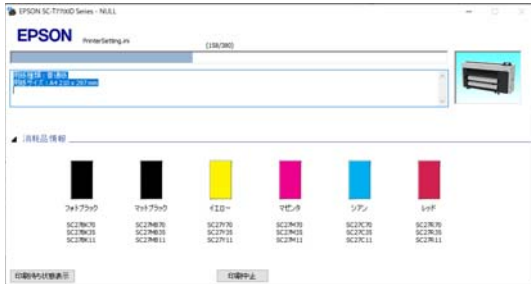 EPSON SC-T7700D Series - NULL
EPSON
PrinterSetting.ini
(158/380)
用紙種類 : 普通紙
用紙サイズ : A4 210 x 297 mm
消耗品情報
フォトブラック
マットブラック
イエロー
マゼンタ
シアン
レッド
SC27BK70
SC27MB70
SC27Y70
SC27M70
SC27C70
SC27R70
SC27BK35
SC27MB35
SC27Y35
SC27M35
SC27C35
SC27R35
SC27BK11
SC27MB11
SC27Y11
SC27M11
SC27C11
SC27R11
印刷待ち状態表示
印刷中止